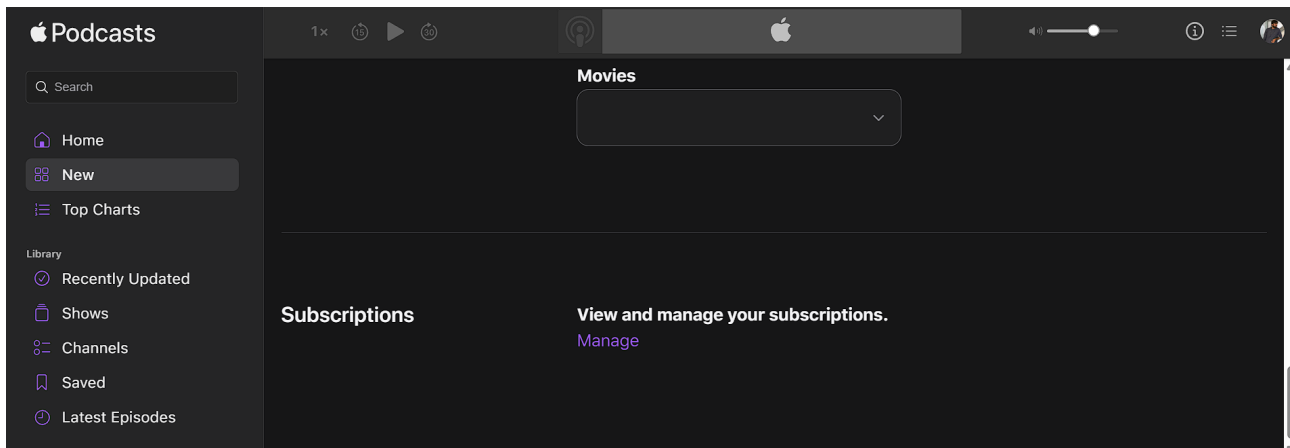 Podcasts
1×
15
30
Search
Home
New
Top Charts
Library
Recently Updated
Shows
Channels
Saved
Latest Episodes
Movies
Subscriptions
View and manage your subscriptions.
Manage